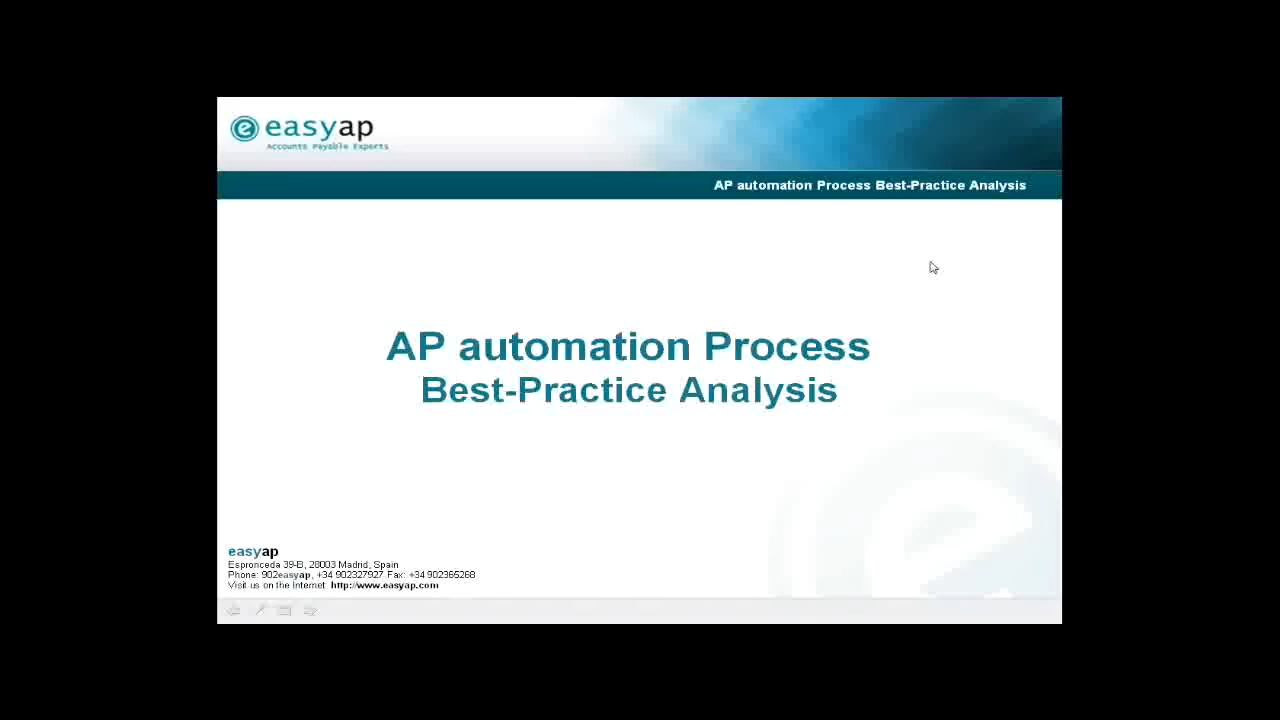 easyap
Accounts Payable Experts
AP automation Process Best-Practice Analysis
AP automation Process
Best-Practice Analysis
easyap
Espronceda 39-B, 28003 Madrid, Spain
Phone: 902easyap, +34 902327927 Fax: +34 902365268
Visit us on the Internet: http://www.easyap.com